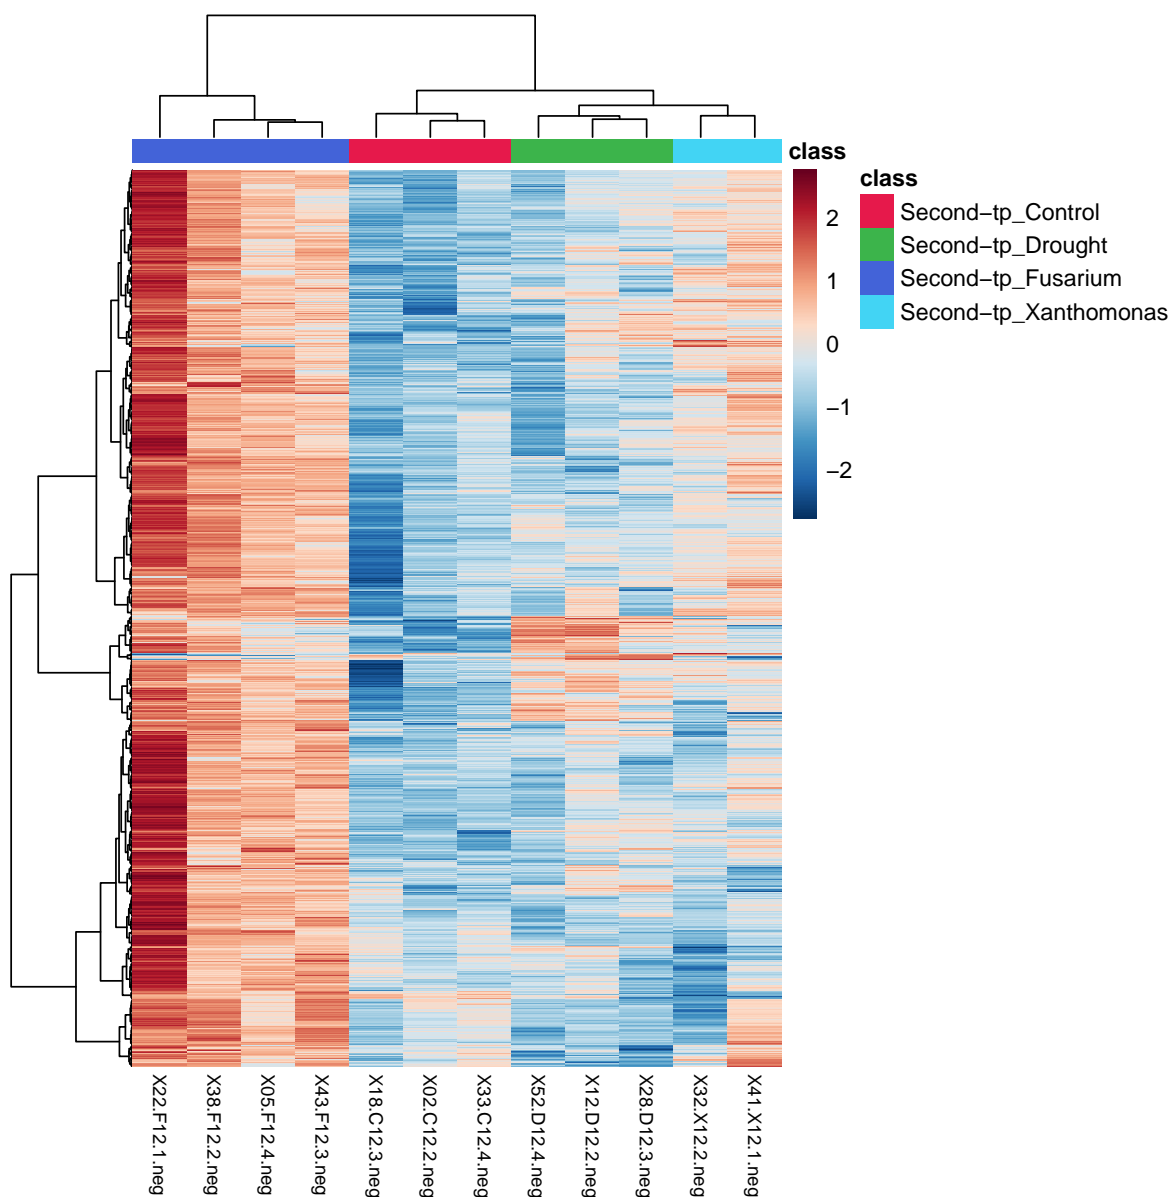 class
class
Second-tp_Control
Second-tp_Drought
Second-tp_Fusarium
Second-tp_Xanthomonas
2
1
0
-1
-2
X22.F12.1.neg
X38.F12.2.neg
X05.F12.4.neg
X43.F12.3.neg
X18.C12.3.neg
X02.C12.2.neg
X33.C12.4.neg
X52.D12.4.neg
X12.D12.2.neg
X28.D12.3.neg
X32.X12.2.neg
X41.X12.1.neg